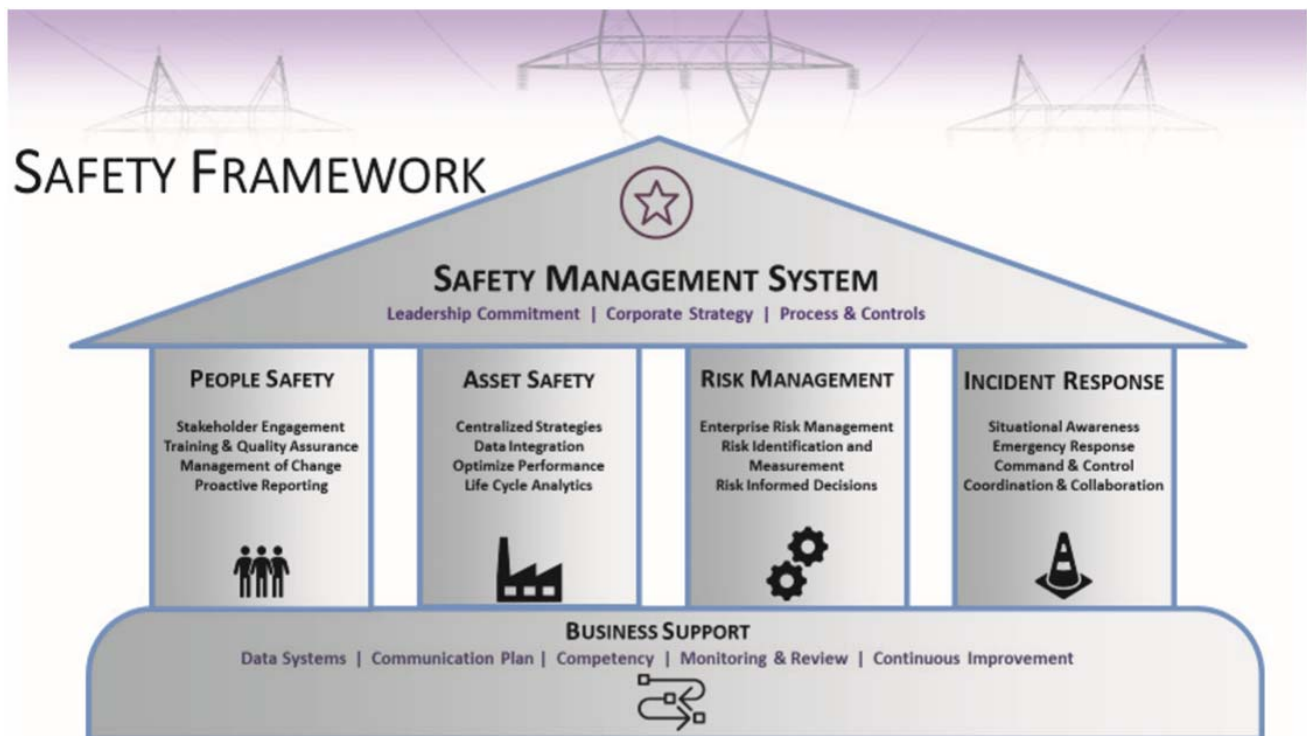 SAFETY FRAMEWORK
SAFETY MANAGEMENT SYSTEM
Leadership Commitment | Corporate Strategy | Process & Controls
PEOPLE SAFETY
Stakeholder Engagement
Training & Quality Assurance
Management of Change
Proactive Reporting
ASSET SAFETY
Centralized Strategies
Data Integration
Optimize Performance
Life Cycle Analytics
RISK MANAGEMENT
Enterprise Risk Management
Risk Identification and
Measurement
Risk Informed Decisions
INCIDENT RESPONSE
Situational Awareness
Emergency Response
Command & Control
Coordination & Collaboration
BUSINESS SUPPORT
Data Systems | Communication Plan | Competency | Monitoring & Review | Continuous Improvement